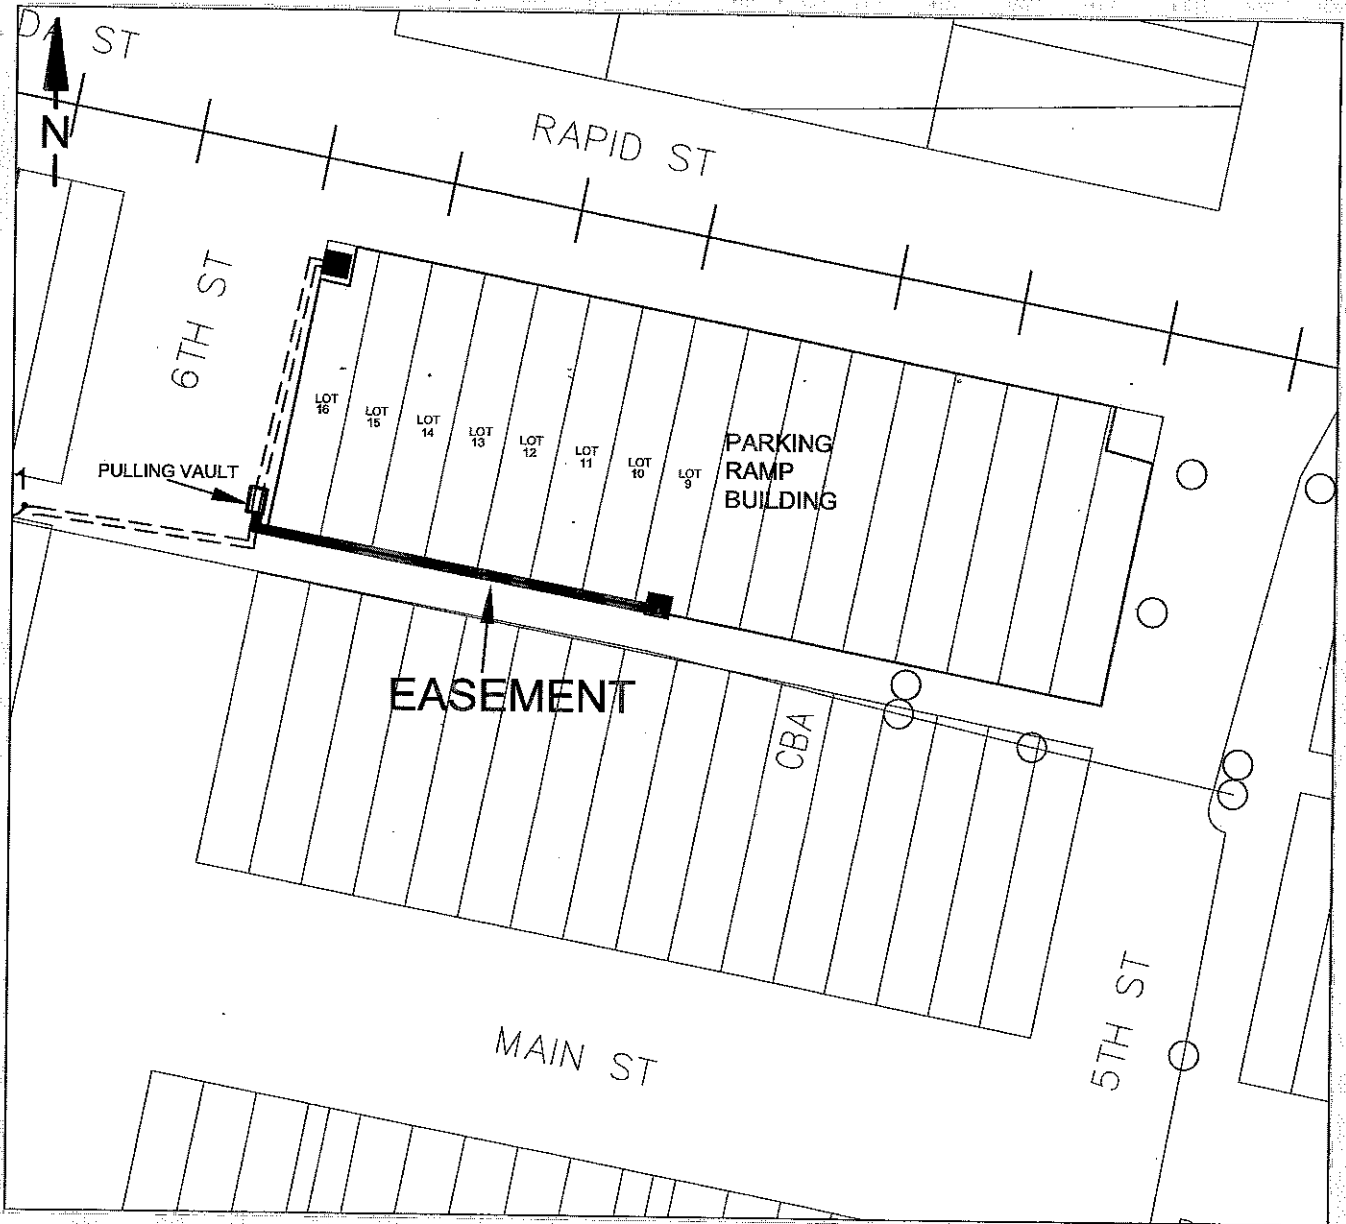 DA ST
N
RAPID ST
6TH ST
LOT
16
LOT
15
LOT
14
LOT
13
LOT
12
LOT
11
LOT
10
LOT
9
PARKING
RAMP
BUILDING
PULLING VAULT
1
EASEMENT
CBA
MAIN ST
5TH ST